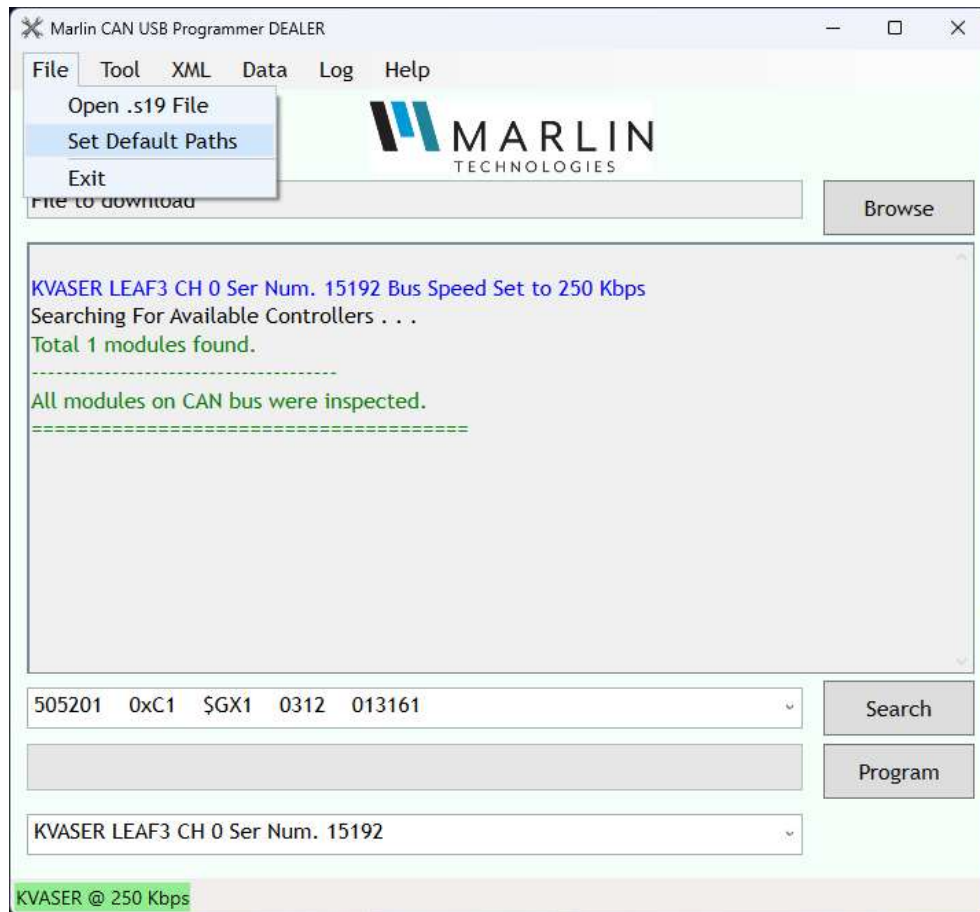 Marlin CAN USB Programmer DEALER
File Tool XML Data Log Help
Open .s19 File
Set Default Paths
Exit
MARLIN
TECHNOLOGIES
File to download
Browse
KVASER LEAF3 CH 0 Ser Num. 15192 Bus Speed Set to 250 Kbps
Searching For Available Controllers . . .
Total 1 modules found.
--------------------------------------
All modules on CAN bus were inspected.
======================================
505201 0xC1 $GX1 0312 013161
Search
Program
KVASER LEAF3 CH 0 Ser Num. 15192
KVASER @ 250 Kbps